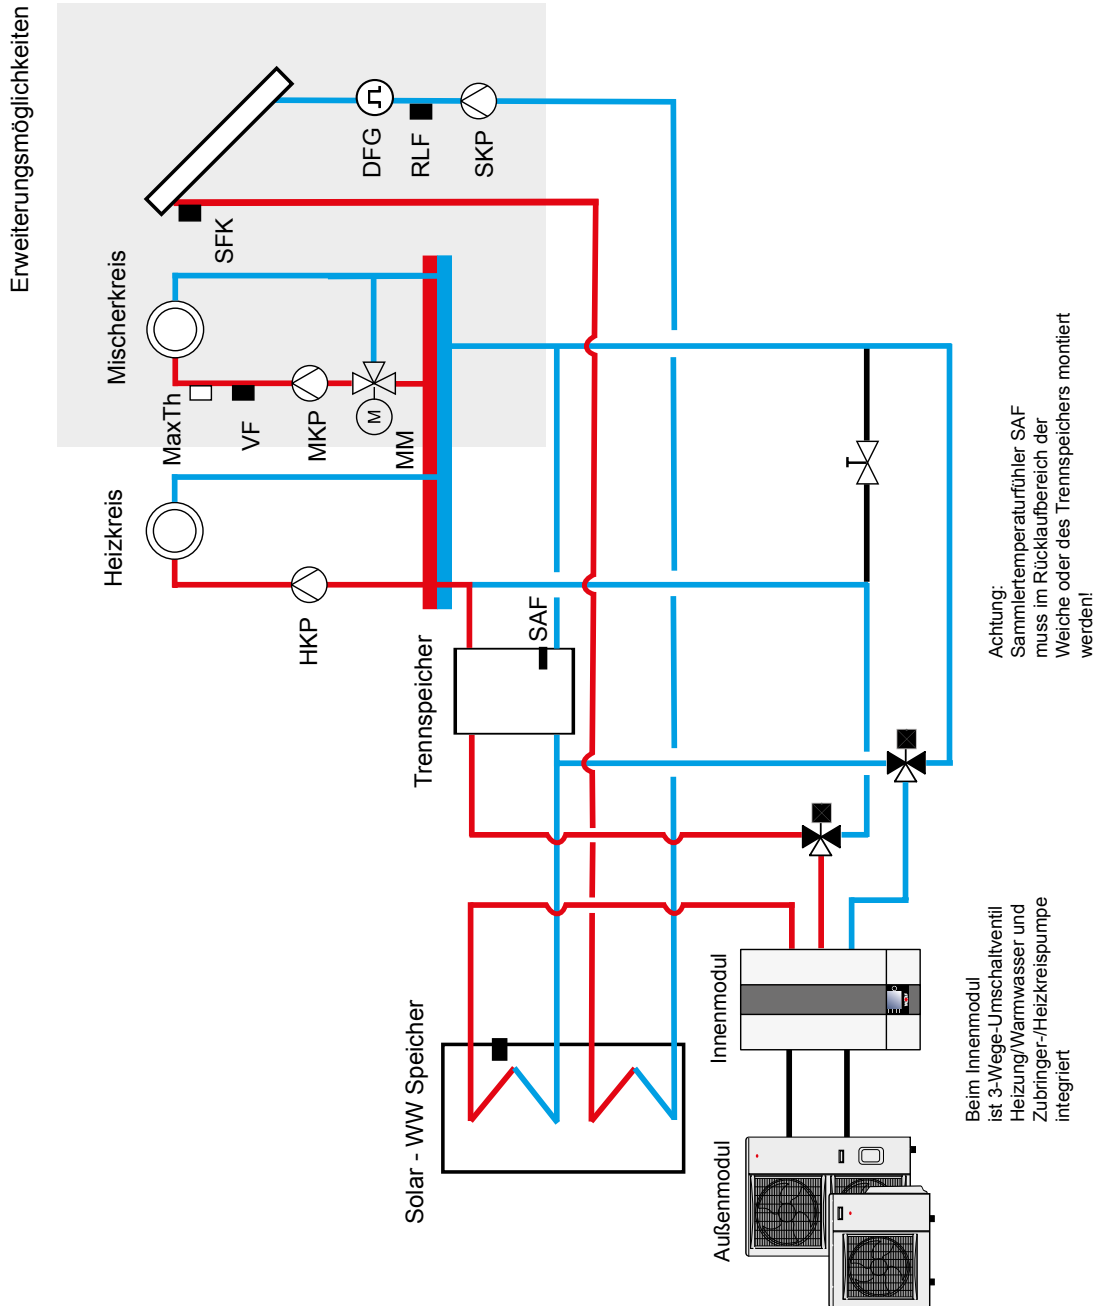 Erweiterungsmöglichkeiten
DFG
RLF
SKP
SFK
Mischerkreis
MaxTh
VF
MKP
MM
M
Heizkreis
HKP
SAF
Trennspeicher
Solar - WW Speicher
Innenmodul
Außenmodul
Achtung:
Sammlertemperaturfühler SAF
muss im Rücklaufbereich der
Weiche oder des Trennspeichers montiert
werden!
Beim Innenmodul
ist 3-Wege-Umschaltventil
Heizung/Warmwasser und
Zubringer-/Heizkreispumpe
integriert